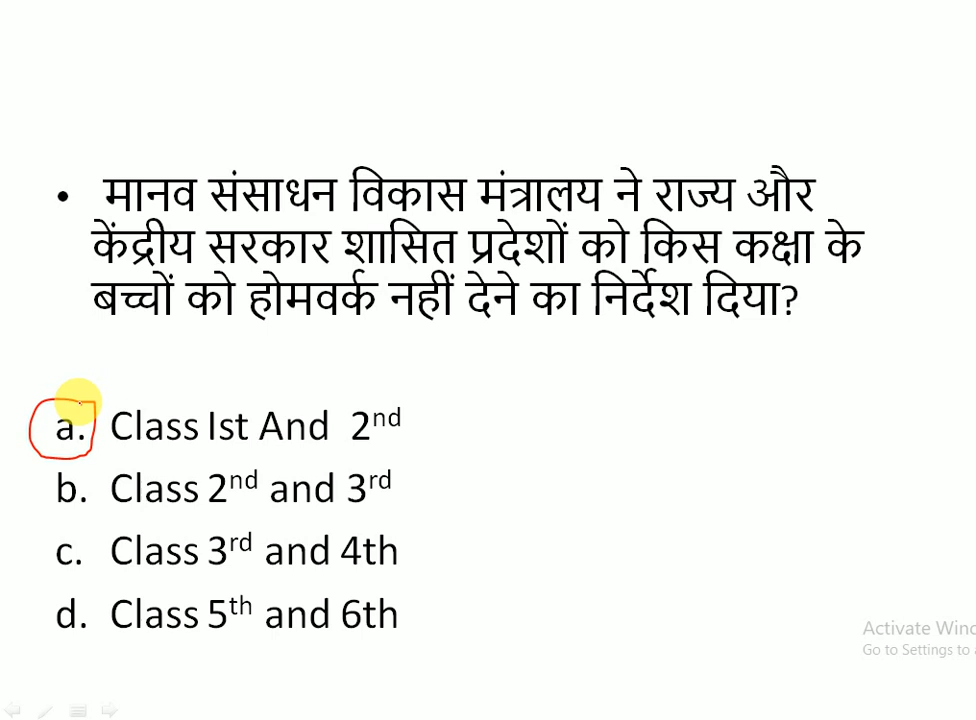 • मानव संसाधन विकास मंत्रालय ने राज्य और
केंद्रीय सरकार शासित प्रदेशों को किस कक्षा के
बच्चों को होमवर्क नहीं देने का निर्देश दिया?
a. Class Ist And 2nd
b. Class 2nd and 3rd
c. Class 3rd and 4th
d. Class 5th and 6th
Activate
Go to Settings to